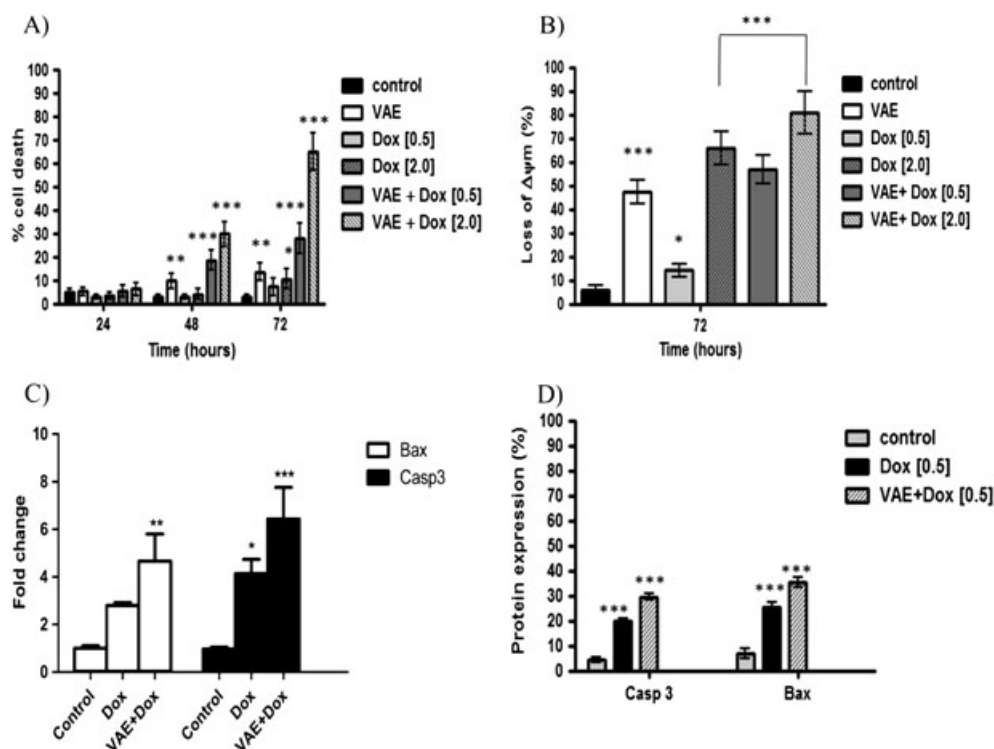 A)
% cell death
100
90
80
70
60
50
40
30
20
10
0
** *** *** ** * *** ***
24 48 72
Time (hours)
control
VAE
Dox [0.5]
Dox [2.0]
VAE + Dox [0.5]
VAE + Dox [2.0]
B)
Loss of Δψm (%)
100
90
80
70
60
50
40
30
20
10
0
*** * ***
72
Time (hours)
control
VAE
Dox [0.5]
Dox [2.0]
VAE+ Dox [0.5]
VAE+ Dox [2.0]
C)
Fold change
10
8
6
4
2
0
** * ***
Control Dox VAE+Dox Control Dox VAE+Dox
Bax
Casp3
D)
Protein expression (%)
100
90
80
70
60
50
40
30
20
10
0
*** *** *** ***
Casp 3 Bax
control
Dox [0.5]
VAE+Dox [0.5]